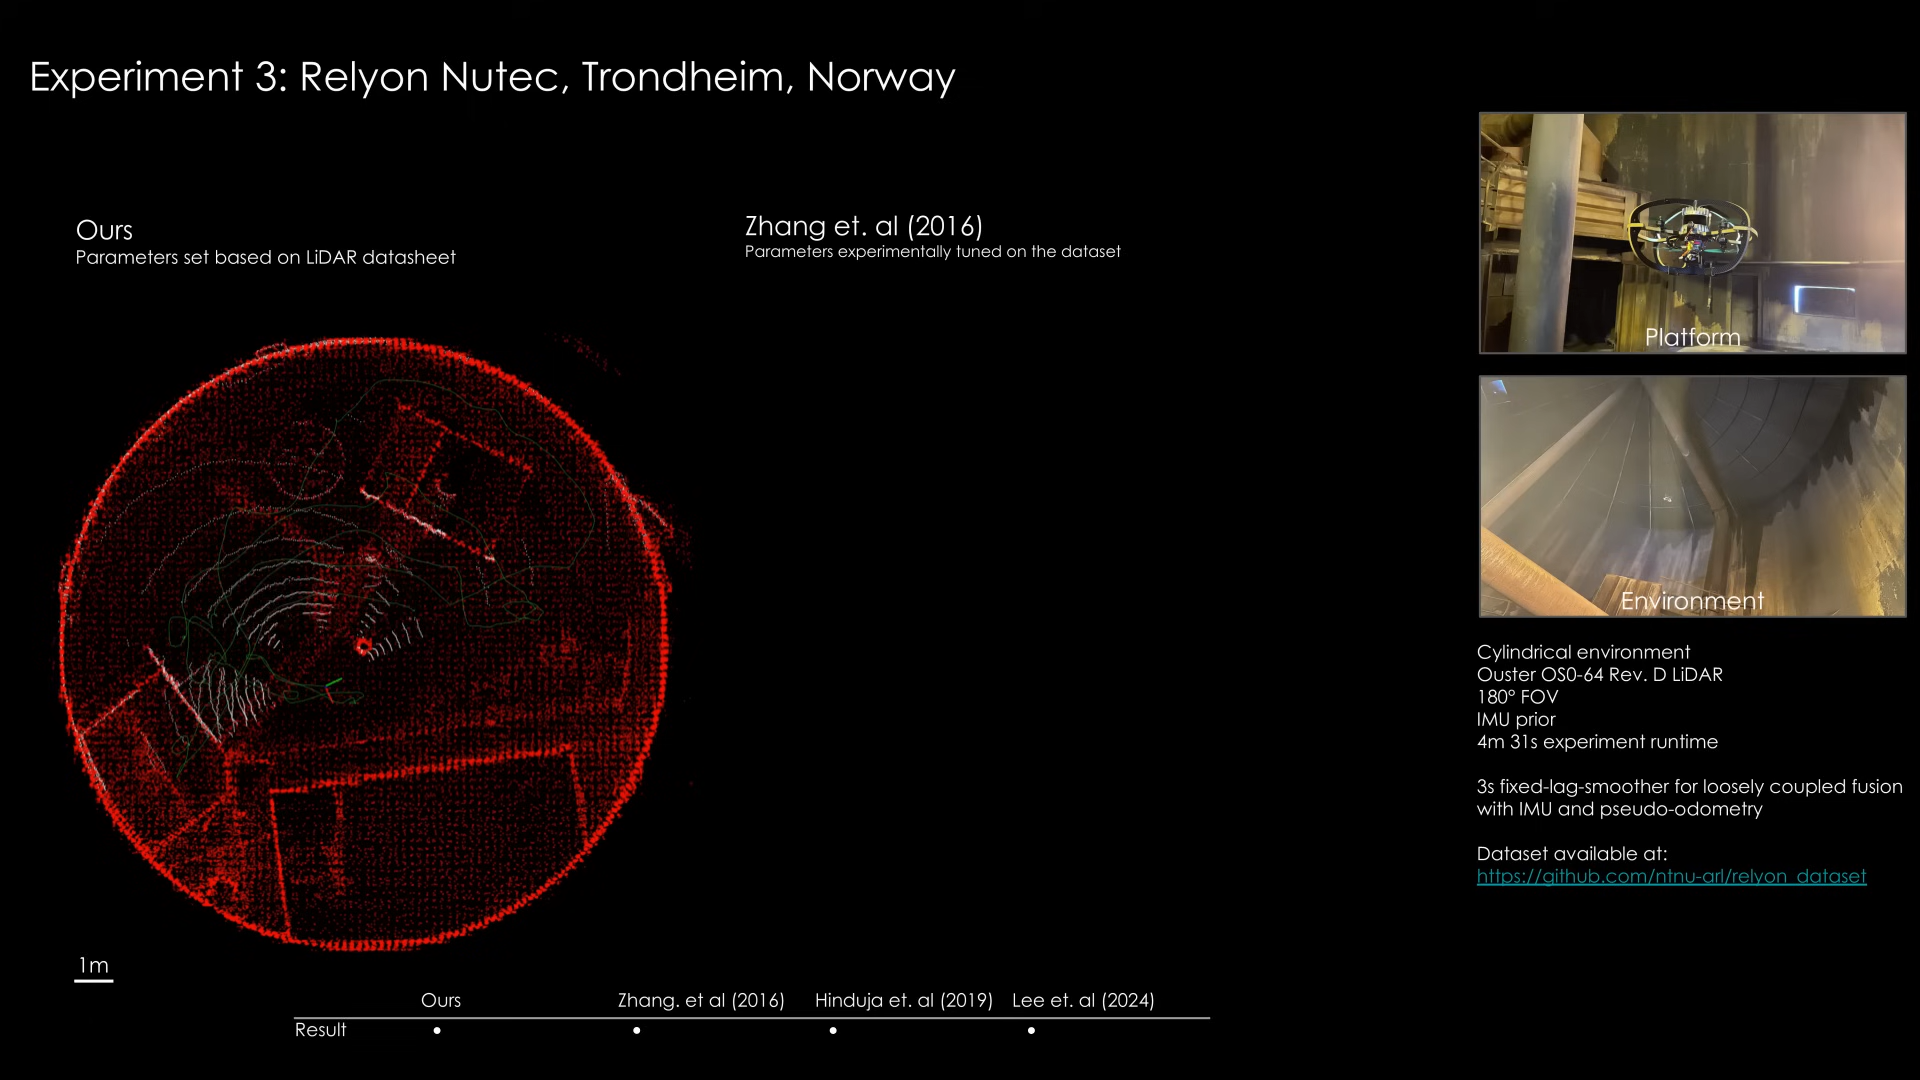 Experiment 3: Relyon Nutec, Trondheim, Norway
Ours
Parameters set based on LiDAR datasheet
Zhang et. al (2016)
Parameters experimentally tuned on the dataset
Platform
Environment
Cylindrical environment
Ouster OS0-64 Rev. D LiDAR
180° FOV
IMU prior
4m 31s experiment runtime
3s fixed-lag-smoother for loosely coupled fusion
with IMU and pseudo-odometry
Dataset available at:
https://github.com/ntnu-arl/relyon_dataset
1m
Ours Zhang. et al (2016) Hinduja et. al (2019) Lee et. al (2024)
Result • • • •